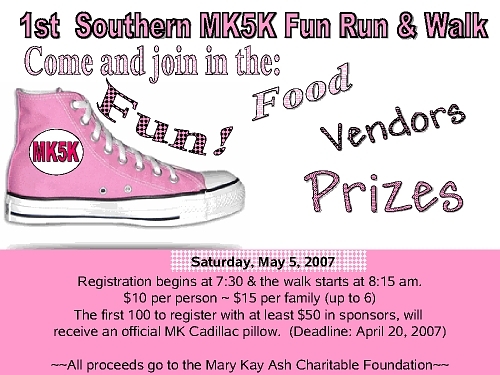 1st Southern MK5K Fun Run & Walk
Come and join in the:
Fun!
Food
Vendors
Prizes
MK5K
Saturday, May 5, 2007
Registration begins at 7:30 & the walk starts at 8:15 am.
$10 per person ~ $15 per family (up to 6)
The first 100 to register with at least $50 in sponsors, will
receive an official MK Cadillac pillow. (Deadline: April 20, 2007)
~~All proceeds go to the Mary Kay Ash Charitable Foundation~~